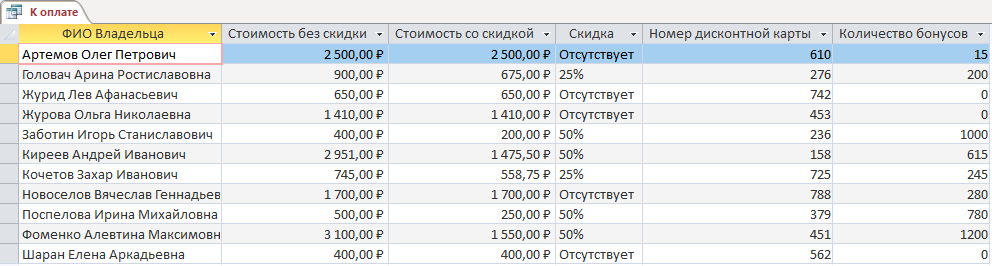 К оплате
ФИО Владельца Стоимость без скидки Стоимость со скидкой Скидка Номер дисконтной карты Количество бонусов
Артемов Олег Петрович 2 500,00 ₽ 2 500,00 ₽ Отсутствует 610 15
Головач Арина Ростиславовна 900,00 ₽ 675,00 ₽ 25% 276 200
Журид Лев Афанасьевич 650,00 ₽ 650,00 ₽ Отсутствует 742 0
Журова Ольга Николаевна 1 410,00 ₽ 1 410,00 ₽ Отсутствует 453 0
Заботин Игорь Станиславович 400,00 ₽ 200,00 ₽ 50% 236 1000
Киреев Андрей Иванович 2 951,00 ₽ 1 475,50 ₽ 50% 158 615
Кочетов Захар Иванович 745,00 ₽ 558,75 ₽ 25% 725 245
Новоселов Вячеслав Геннадьев 1 700,00 ₽ 1 700,00 ₽ Отсутствует 788 280
Поспелова Ирина Михайловна 500,00 ₽ 250,00 ₽ 50% 379 780
Фоменко Алевтина Максимовн 3 100,00 ₽ 1 550,00 ₽ 50% 451 1200
Шаран Елена Аркадьевна 400,00 ₽ 400,00 ₽ Отсутствует 562 0